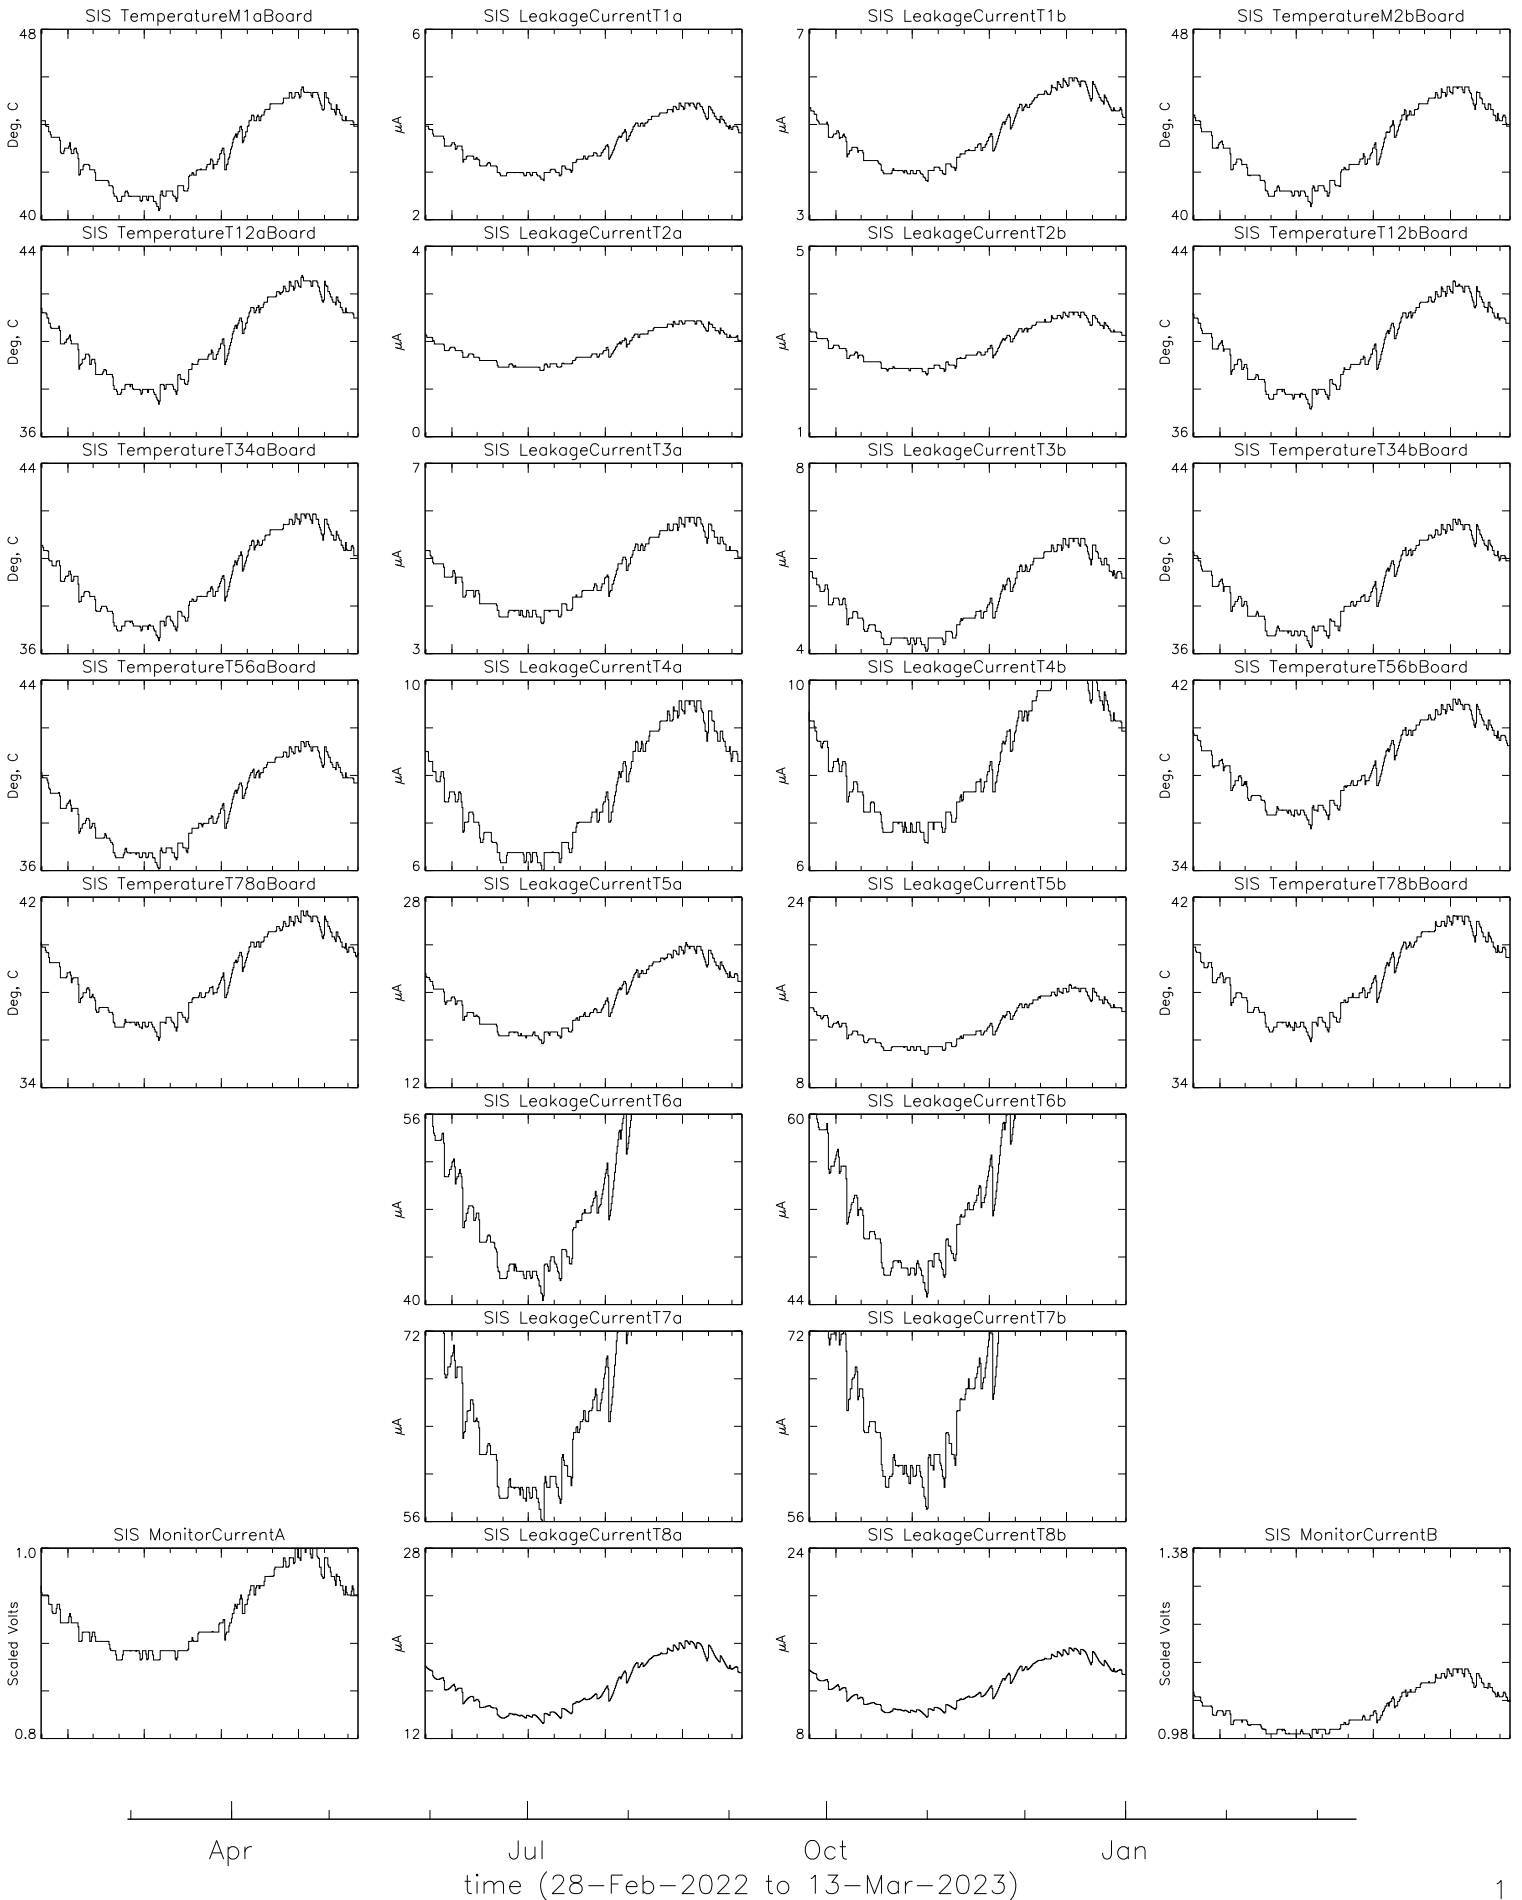 SIS TemperatureM1aBoard SIS LeakageCurrentT1a SIS LeakageCurrentT1b SIS TemperatureM2bBoard
48 6 7 48
Deg, C μA μA Deg, C
40 2 3 40
SIS TemperatureT12aBoard SIS LeakageCurrentT2a SIS LeakageCurrentT2b SIS TemperatureT12bBoard
44 4 5 44
Deg, C μA μA Deg, C
36 0 1 36
SIS TemperatureT34aBoard SIS LeakageCurrentT3a SIS LeakageCurrentT3b SIS TemperatureT34bBoard
44 7 8 44
Deg, C μA μA Deg, C
36 3 4 36
SIS TemperatureT56aBoard SIS LeakageCurrentT4a SIS LeakageCurrentT4b SIS TemperatureT56bBoard
44 10 10 42
Deg, C μA μA Deg, C
36 6 6 34
SIS TemperatureT78aBoard SIS LeakageCurrentT5a SIS LeakageCurrentT5b SIS TemperatureT78bBoard
42 28 24 42
Deg, C μA μA Deg, C
34 12 8 34
SIS LeakageCurrentT6a SIS LeakageCurrentT6b
56 60
μA μA
40 44
SIS LeakageCurrentT7a SIS LeakageCurrentT7b
72 72
μA μA
56 56
SIS MonitorCurrentA SIS LeakageCurrentT8a SIS LeakageCurrentT8b SIS MonitorCurrentB
1.0 28 24 1.38
Scaled Volts μA μA Scaled Volts
0.8 12 8 0.98
Apr Jul Oct Jan
time (28-Feb-2022 to 13-Mar-2023)
1